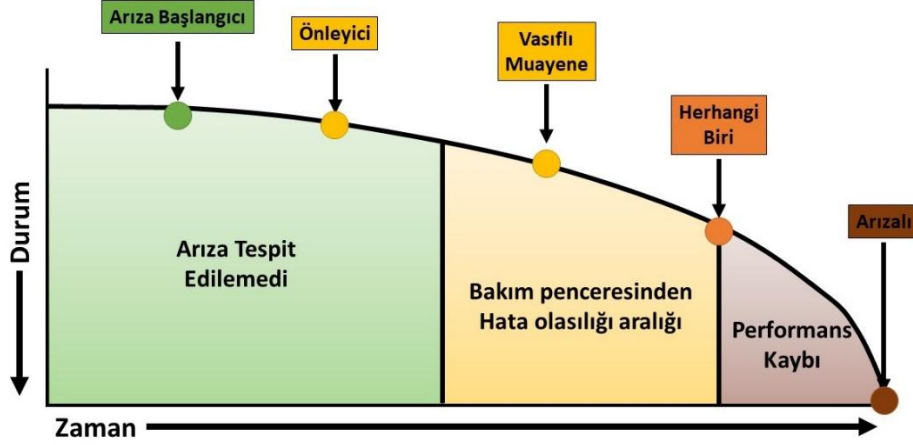 Arıza Başlangıcı
Önleyici
Vasıflı
Muayene
Herhangi
Biri
Arızalı
Durum
Arıza Tespit
Edilemedi
Bakım penceresinden
Hata olasılığı aralığı
Performans
Kaybı
Zaman